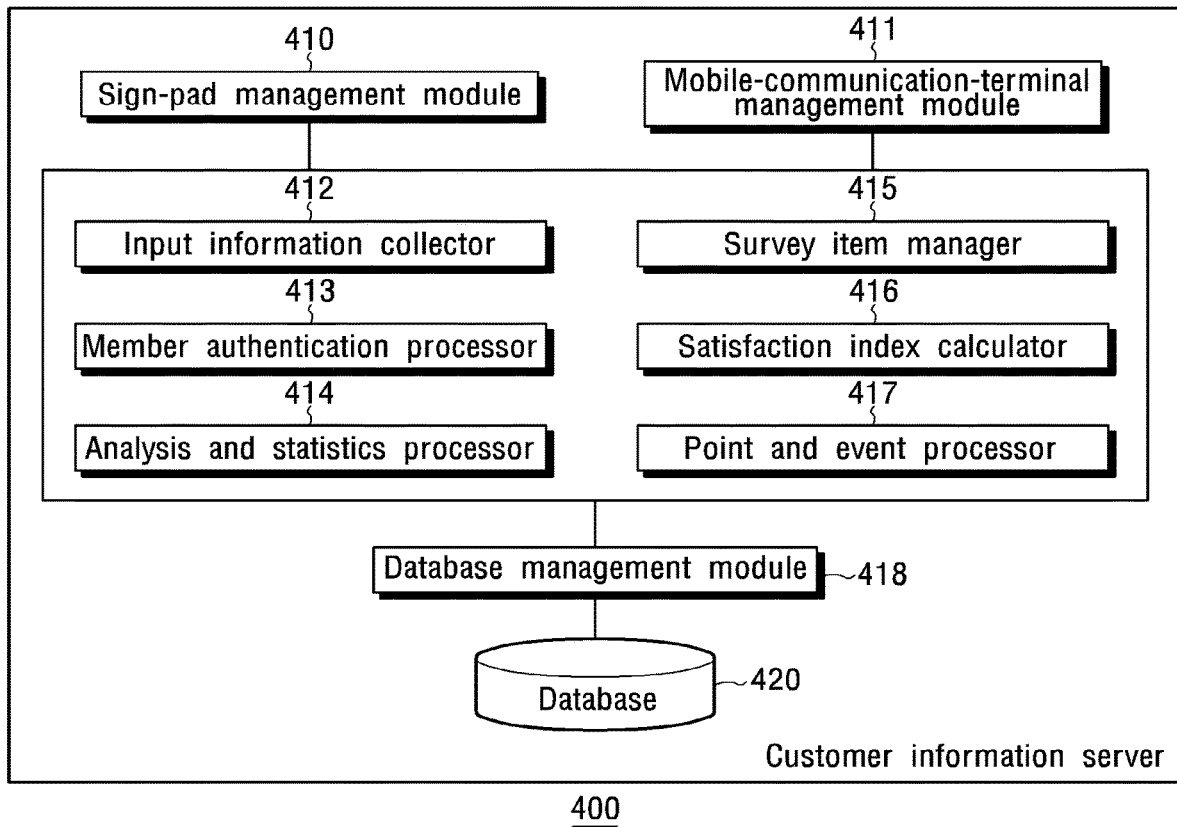 410
Sign-pad management module
411
Mobile-communication-terminal
management module
412
Input information collector
413
Member authentication processor
414
Analysis and statistics processor
415
Survey item manager
416
Satisfaction index calculator
417
Point and event processor
Database management module
418
Database
420
Customer information server
400